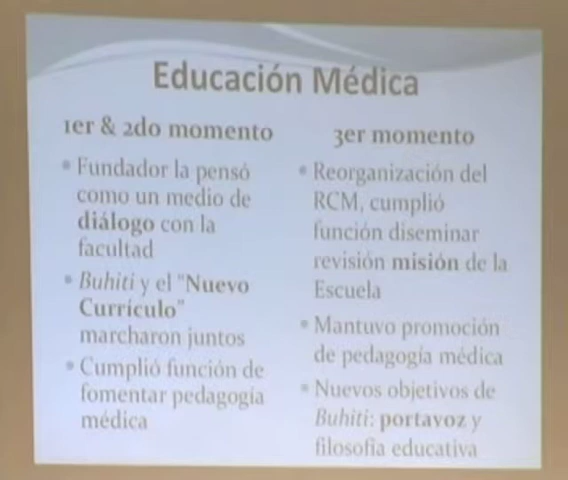 Educación Médica
1er & 2do momento
• Fundador la pensó
como un medio de
diálogo con la
facultad
• Buhiti y el "Nuevo
Currículo"
marcharon juntos
• Cumplió función de
fomentar pedagogía
médica
3er momento
• Reorganización del
RCM, cumplió
función diseminar
revisión misión de la
Escuela
• Mantuvo promoción
de pedagogía médica
• Nuevos objetivos de
Buhiti: portavoz y
filosofía educativa